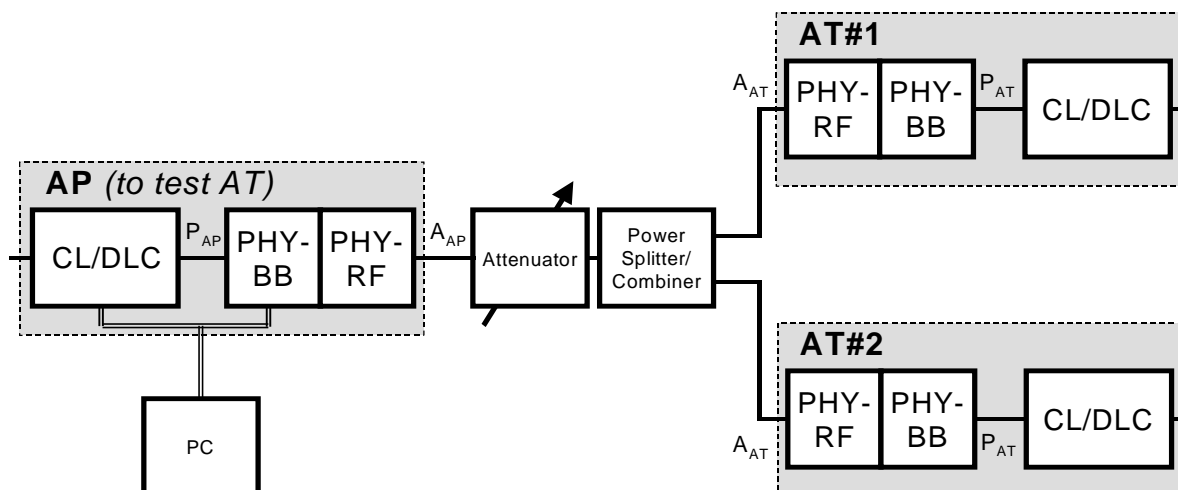 AT#1
A_AT
PHY-
RF
PHY-
BB
P_AT
CL/DLC
AP (to test AT)
CL/DLC
P_AP
PHY-
BB
PHY-
RF
A_AP
Attenuator
Power
Splitter/
Combiner
AT#2
PHY-
RF
PHY-
BB
CL/DLC
A_AT
P_AT
PC